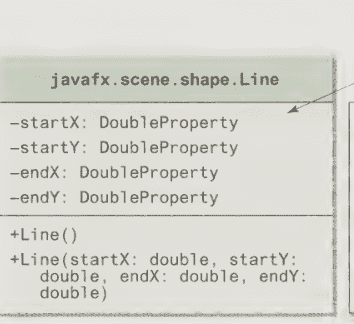 javafx.scene.shape.Line
-startX: DoubleProperty
-startY: DoubleProperty
-endX: DoubleProperty
-endY: DoubleProperty
+Line()
+Line(startX: double, startY:
double, endX: double, endY:
double)